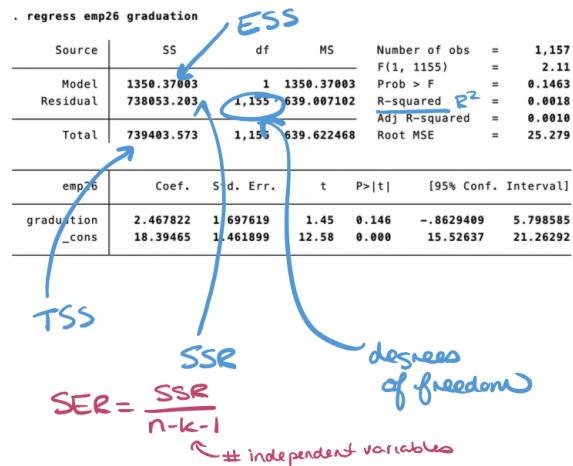 . regress emp26 graduation
ESS
Source SS df MS Number of obs = 1,157
F(1, 1155) = 2.11
Model 1350.37003 1 1350.37003 Prob > F = 0.1463
Residual 738053.203 1,155 639.007102 R-squared R² = 0.0018
Adj R-squared = 0.0010
Total 739403.573 1,156 639.622468 Root MSE = 25.279
emp26 Coef. Std. Err. t P>|t| [95% Conf. Interval]
graduation 2.467822 1.697619 1.45 0.146 -.8629409 5.798585
_cons 18.39465 1.461899 12.58 0.000 15.52637 21.26292
TSS
SSR
degrees
of freedom
SER = SSR
n-k-1
# independent variables